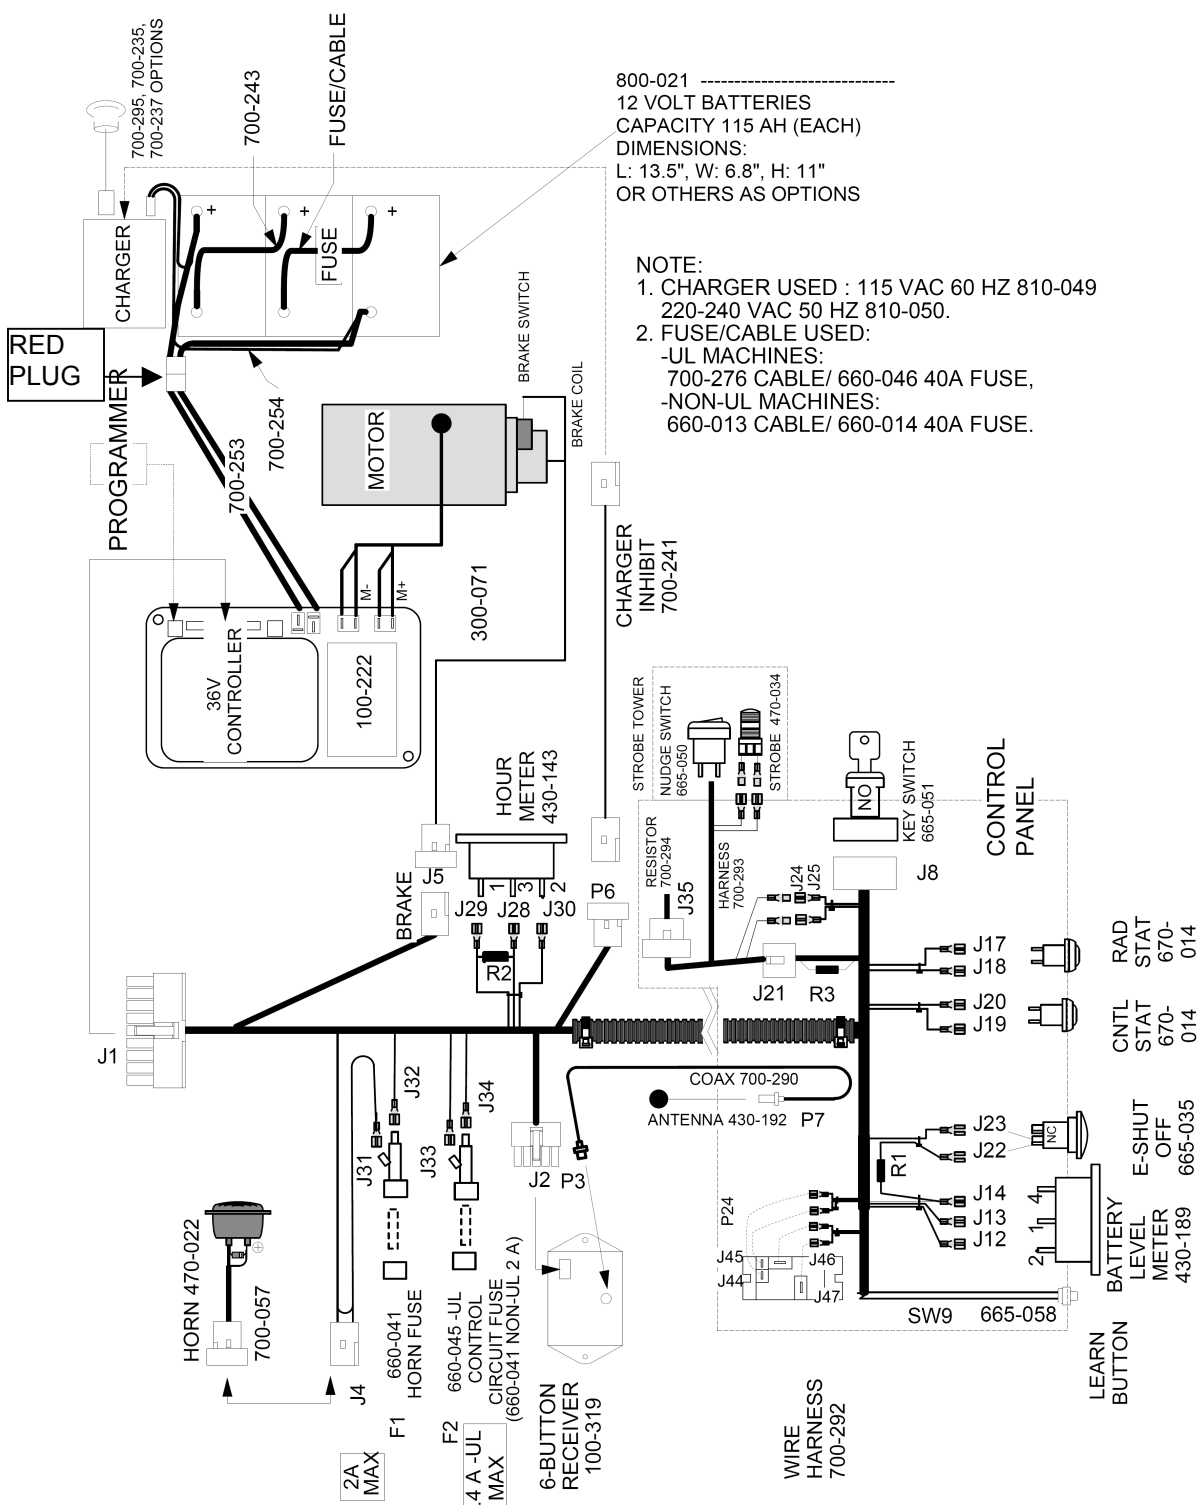 700-295, 700-235,
700-237 OPTIONS
700-243
FUSE/CABLE
800-021 ------------------------------
12 VOLT BATTERIES
CAPACITY 115 AH (EACH)
DIMENSIONS:
L: 13.5", W: 6.8", H: 11"
OR OTHERS AS OPTIONS
CHARGER
+
+
+
FUSE
NOTE:
1. CHARGER USED : 115 VAC 60 HZ 810-049
220-240 VAC 50 HZ 810-050.
2. FUSE/CABLE USED:
-UL MACHINES:
700-276 CABLE/ 660-046 40A FUSE,
-NON-UL MACHINES:
660-013 CABLE/ 660-014 40A FUSE.
RED
PLUG
PROGRAMMER
700-253
700-254
MOTOR
BRAKE SWITCH
BRAKE COIL
36V
CONTROLLER
100-222
M-
M+
300-071
CHARGER
INHIBIT
700-241
HOUR
METER
430-143
BRAKE
J5
J29
J28
J30
1
3
2
R2
P6
STROBE TOWER
NUDGE SWITCH
665-050
STROBE 470-034
RESISTOR
700-294
J35
HARNESS
700-293
J24
J25
NO
KEY SWITCH
665-051
J8
CONTROL
PANEL
J21
R3
J17
J18
RAD
STAT
670-
014
J20
J19
CNTL
STAT
670-
014
J1
J32
J31
J34
J33
COAX 700-290
ANTENNA 430-192
P7
J2
P3
J23
J22
NC
E-SHUT
OFF
665-035
R1
J14
J13
J12
4
1
2
BATTERY
LEVEL
METER
430-189
P24
J45
J44
J46
J47
SW9
665-058
LEARN
BUTTON
HORN 470-022
700-057
J4
660-041
HORN FUSE
F1
2A
MAX
660-045 -UL
CONTROL
CIRCUIT FUSE
(660-041 NON-UL 2 A)
F2
.4 A -UL
MAX
6-BUTTON
RECEIVER
100-319
WIRE
HARNESS
700-292